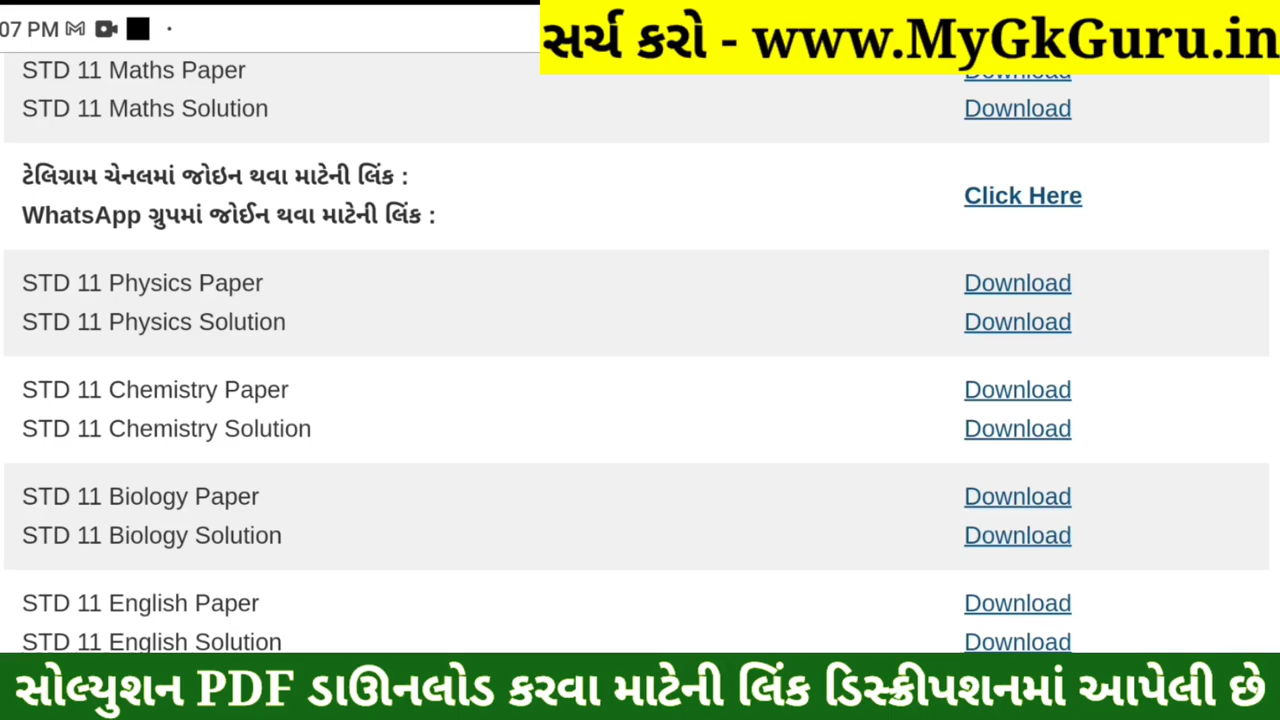 07 PM
સર્ચ કરો - www.MyGkGuru.in
STD 11 Maths Paper Download
STD 11 Maths Solution Download
ટેલિગ્રામ ચેનલમાં જોઇન થવા માટેની લિંક :
Click Here
WhatsApp ગ્રુપમાં જોઈન થવા માટેની લિંક :
STD 11 Physics Paper Download
STD 11 Physics Solution Download
STD 11 Chemistry Paper Download
STD 11 Chemistry Solution Download
STD 11 Biology Paper Download
STD 11 Biology Solution Download
STD 11 English Paper Download
STD 11 English Solution Download
સોલ્યુશન PDF ડાઊનલોડ કરવા માટેની લિંક ડિસ્ક્રીપશનમાં આપેલી છે